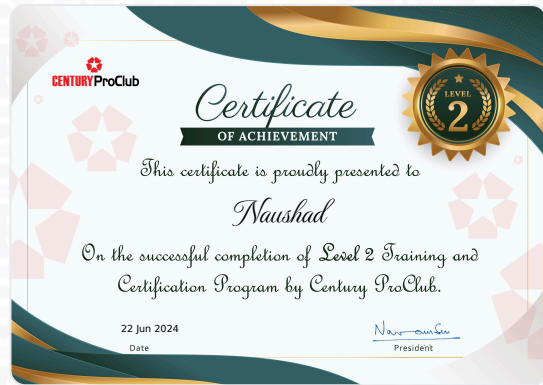 CENTURY ProClub
Certificate
OF ACHIEVEMENT
LEVEL
2
This certificate is proudly presented to
Naushad
On the successful completion of Level 2 Training and
Certification Program by Century ProClub.
22 Jun 2024
Date
President